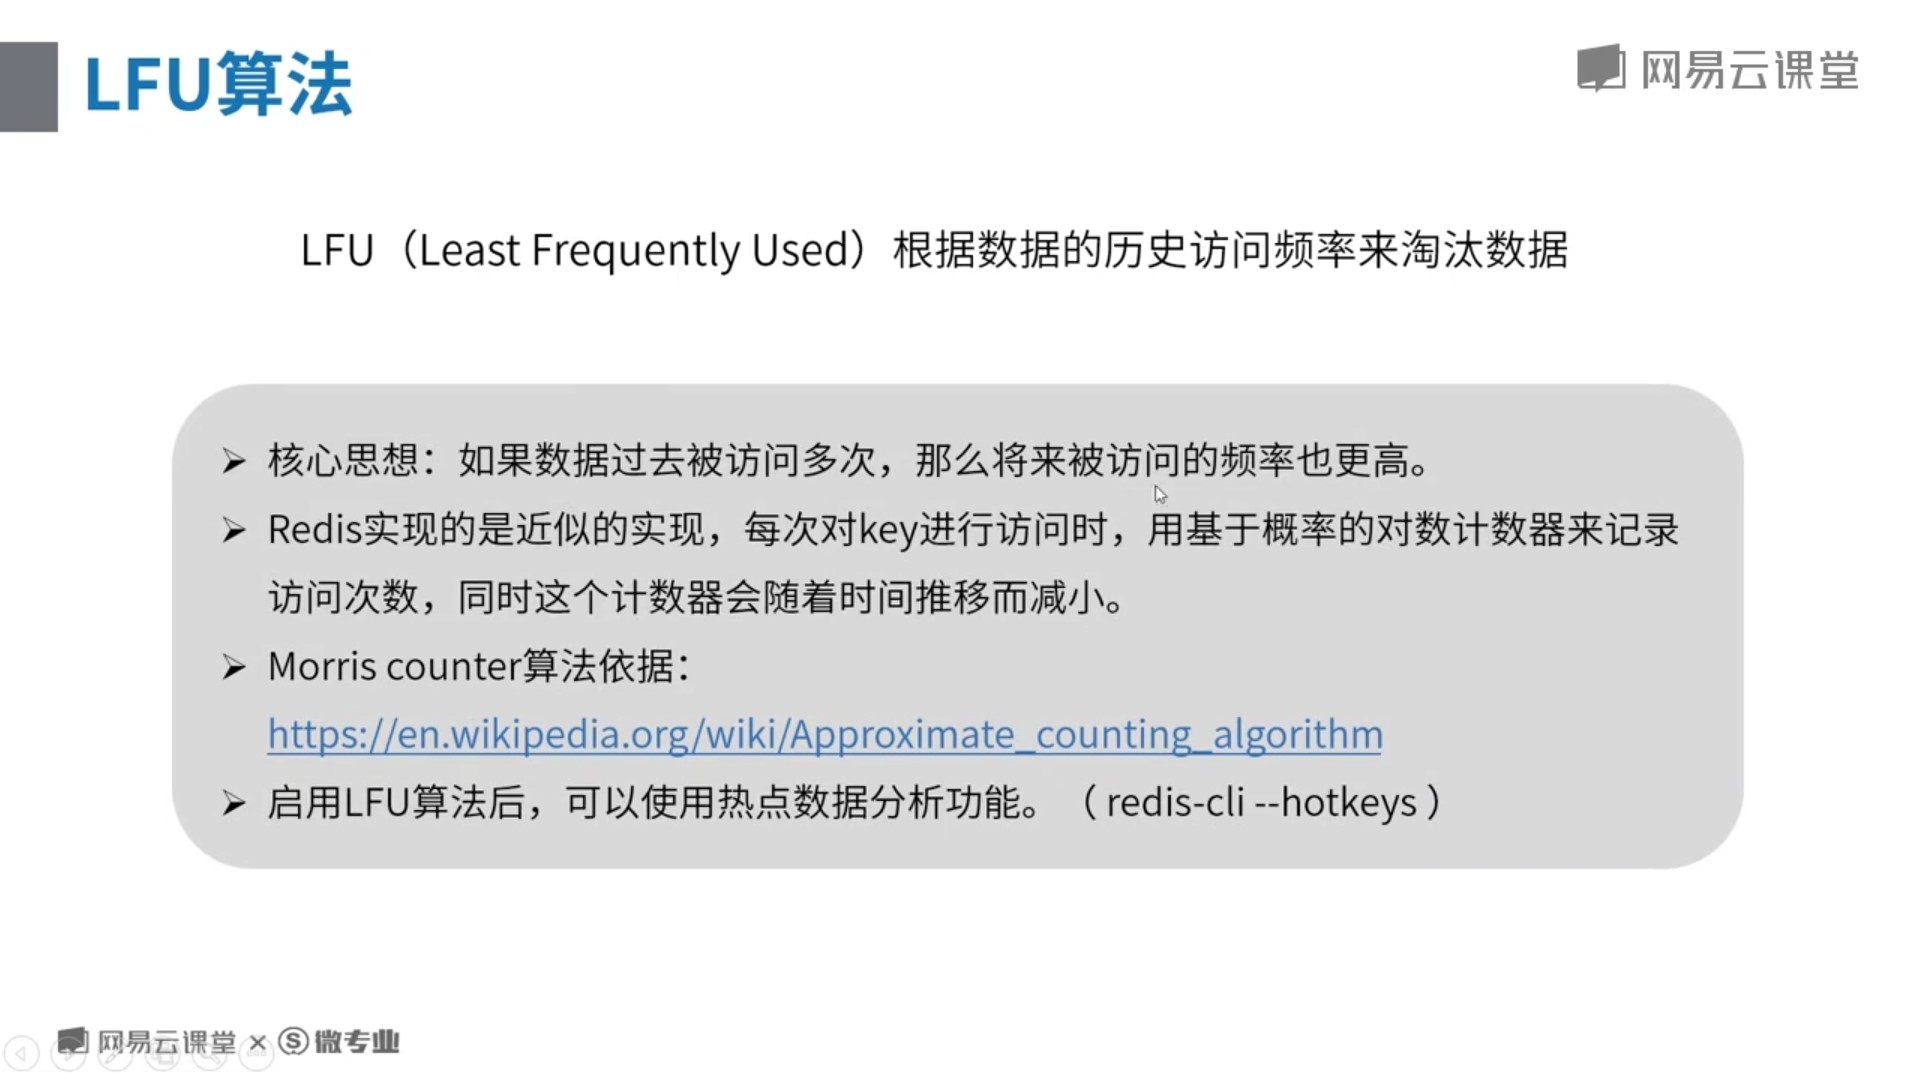 LFU算法
网易云课堂
LFU（Least Frequently Used）根据数据的历史访问频率来淘汰数据
➢ 核心思想：如果数据过去被访问多次，那么将来被访问的频率也更高。
➢ Redis实现的是近似的实现，每次对key进行访问时，用基于概率的对数计数器来记录
访问次数，同时这个计数器会随着时间推移而减小。
➢ Morris counter算法依据：
https://en.wikipedia.org/wiki/Approximate_counting_algorithm
➢ 启用LFU算法后，可以使用热点数据分析功能。（ redis-cli --hotkeys ）
网易云课堂 × S 微专业